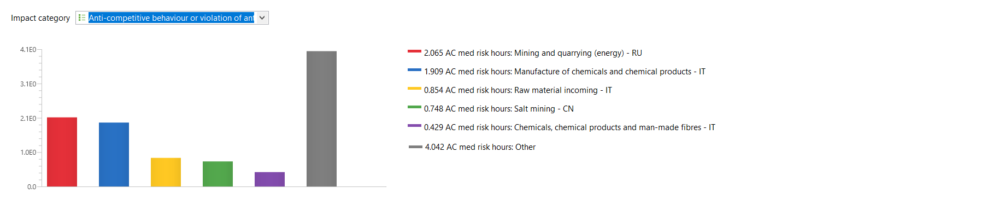 Impact category
Anti-competitive behaviour or violation of
4.1E0
3.1E0
2.1E0
1.0E0
0.0
2.065 AC med risk hours: Mining and quarrying (energy) - RU
1.909 AC med risk hours: Manufacture of chemicals and chemical products - IT
0.854 AC med risk hours: Raw material incoming - IT
0.748 AC med risk hours: Salt mining - CN
0.429 AC med risk hours: Chemicals, chemical products and man-made fibres - IT
4.042 AC med risk hours: Other